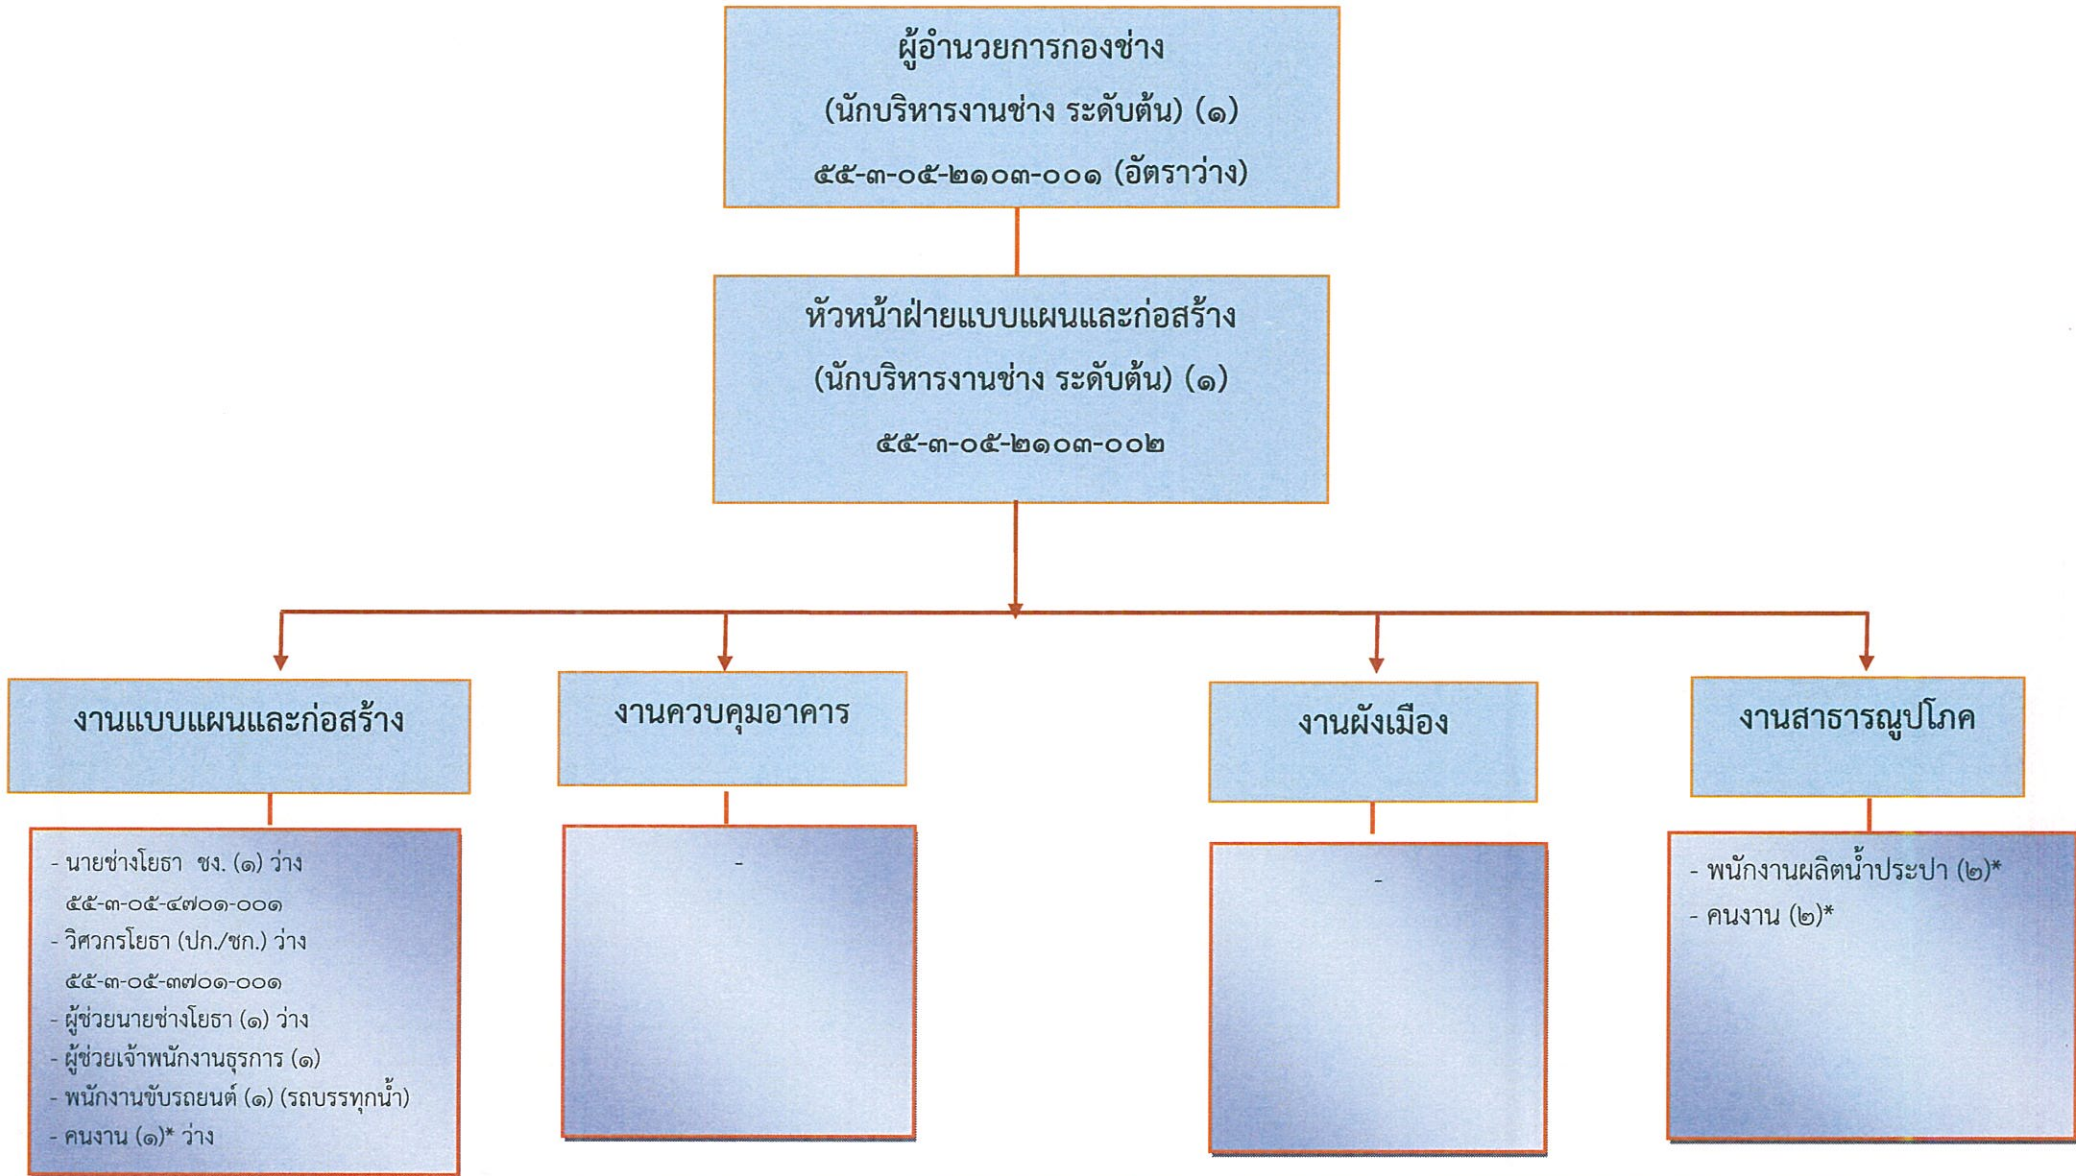 ผู้อำนวยการกองช่าง
(นักบริหารงานช่าง ระดับต้น) (๑)
๕๕-๓-๐๕-๒๑๐๓-๐๐๑ (อัตราว่าง)
หัวหน้าฝ่ายแบบแผนและก่อสร้าง
(นักบริหารงานช่าง ระดับต้น) (๑)
๕๕-๓-๐๕-๒๑๐๓-๐๐๒
งานแบบแผนและก่อสร้าง
- นายช่างโยธา ชง. (๑) ว่าง
๕๕-๓-๐๕-๔๗๐๑-๐๐๑
- วิศวกรโยธา (ปก./ชก.) ว่าง
๕๕-๓-๐๕-๓๗๐๑-๐๐๑
- ผู้ช่วยนายช่างโยธา (๑) ว่าง
- ผู้ช่วยเจ้าพนักงานธุรการ (๑)
- พนักงานขับรถยนต์ (๑) (รถบรรทุกน้ำ)
- คนงาน (๑)* ว่าง
งานควบคุมอาคาร
-
งานผังเมือง
-
งานสาธารณูปโภค
- พนักงานผลิตน้ำประปา (๒)*
- คนงาน (๒)*